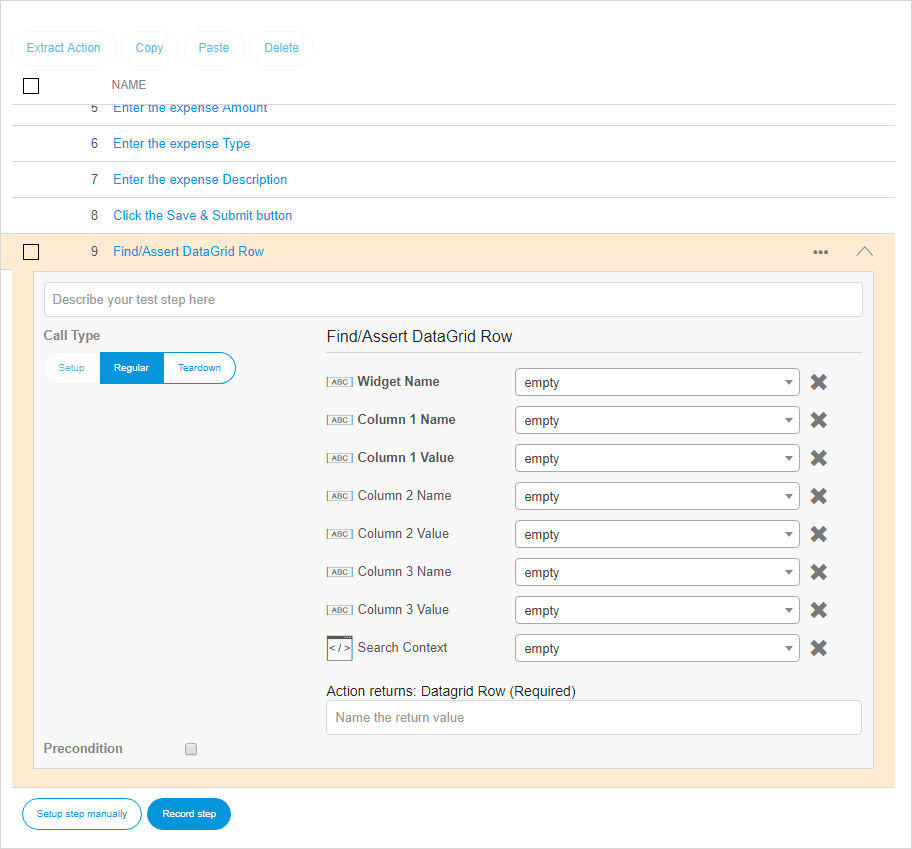 Extract Action Copy Paste Delete
NAME
5 Enter the expense Amount
6 Enter the expense Type
7 Enter the expense Description
8 Click the Save & Submit button
9 Find/Assert DataGrid Row •••
Describe your test step here
Call Type
Find/Assert DataGrid Row
Setup Regular Teardown
ABC Widget Name empty
ABC Column 1 Name empty
ABC Column 1 Value empty
ABC Column 2 Name empty
ABC Column 2 Value empty
ABC Column 3 Name empty
ABC Column 3 Value empty
</> Search Context empty
Action returns: Datagrid Row (Required)
Name the return value
Precondition
Setup step manually Record step